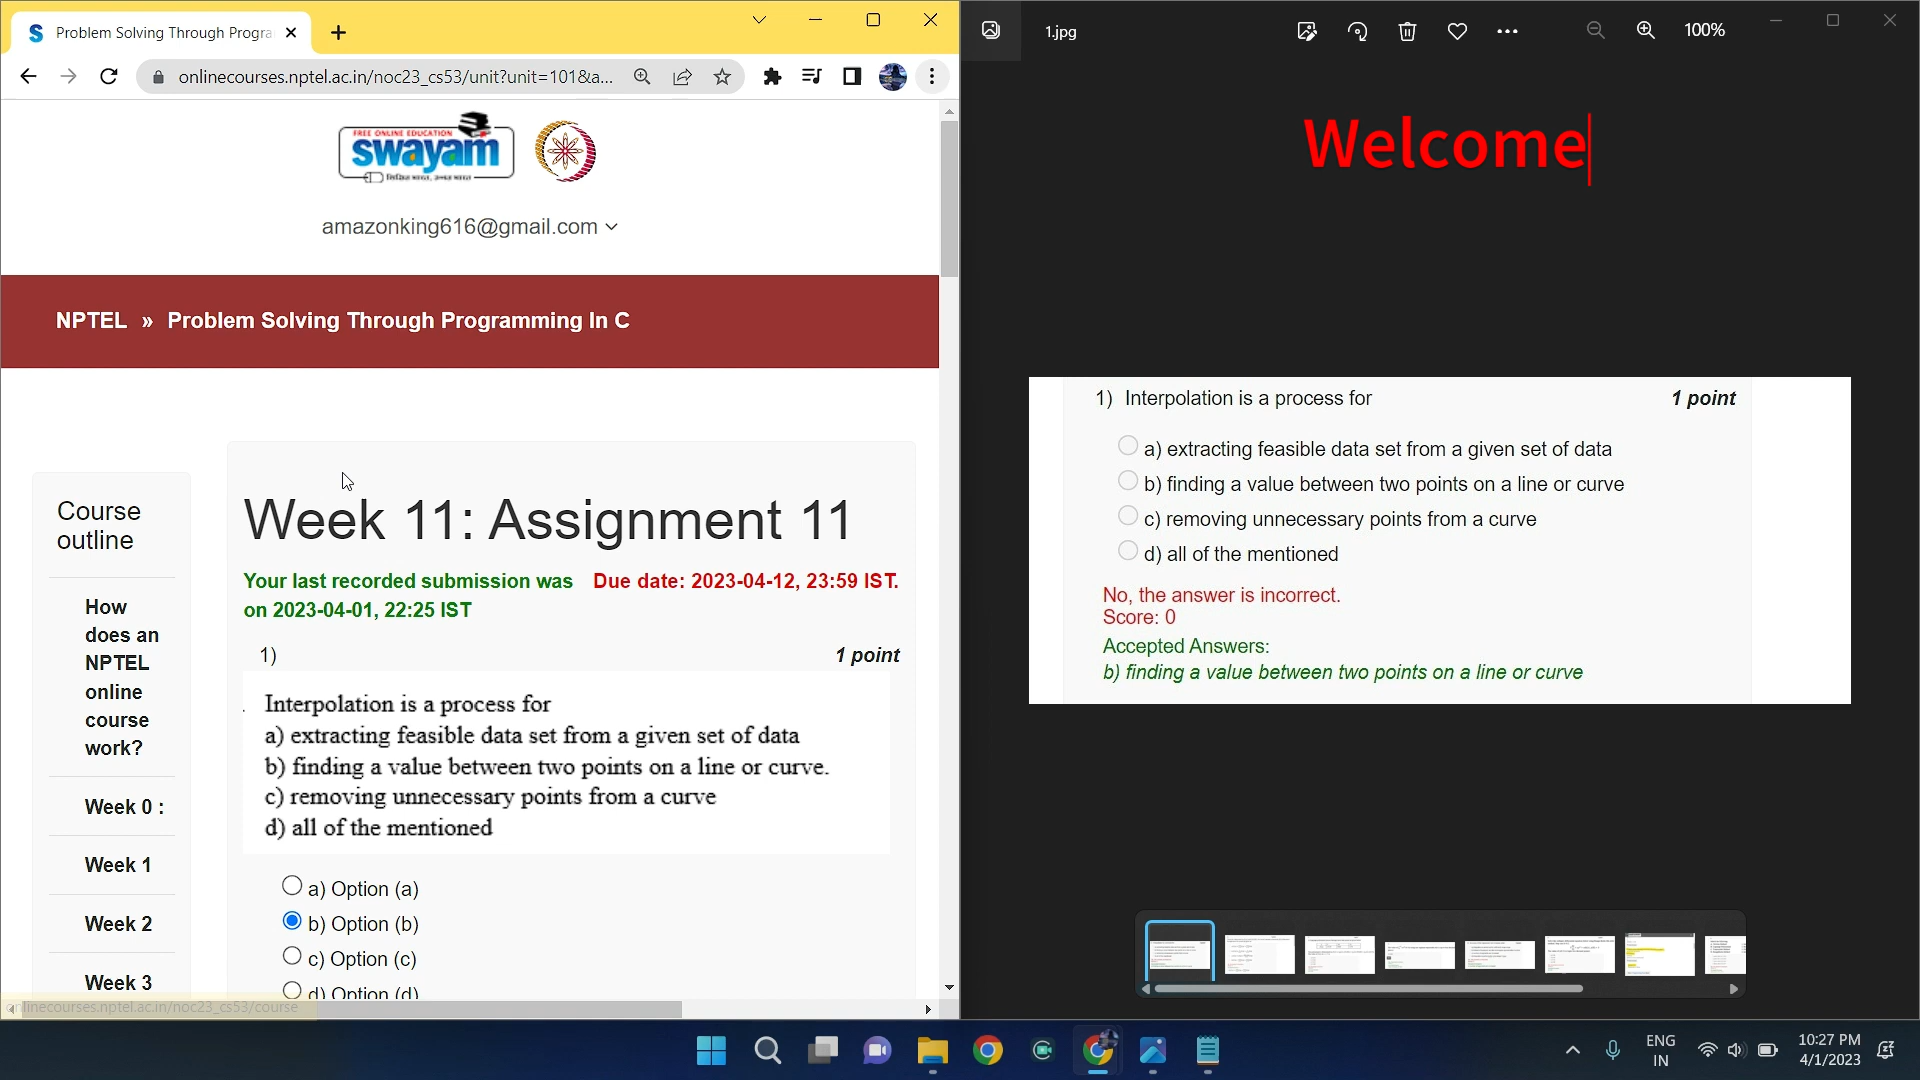 Problem Solving Through Progra
onlinecourses.nptel.ac.in/noc23_cs53/unit?unit=101&a...
FREE ONLINE EDUCATION
swayam
amazonking616@gmail.com
NPTEL » Problem Solving Through Programming In C
Course
outline
How
does an
NPTEL
online
course
work?
Week 0 :
Week 1
Week 2
Week 3
Week 11: Assignment 11
Your last recorded submission was
on 2023-04-01, 22:25 IST
Due date: 2023-04-12, 23:59 IST.
1)
1 point
Interpolation is a process for
a) extracting feasible data set from a given set of data
b) finding a value between two points on a line or curve.
c) removing unnecessary points from a curve
d) all of the mentioned
a) Option (a)
b) Option (b)
c) Option (c)
d) Option (d)
onlinecourses.nptel.ac.in/noc23_cs53/course
1.jpg
100%
Welcome
1) Interpolation is a process for
1 point
a) extracting feasible data set from a given set of data
b) finding a value between two points on a line or curve
c) removing unnecessary points from a curve
d) all of the mentioned
No, the answer is incorrect.
Score: 0
Accepted Answers:
b) finding a value between two points on a line or curve
ENG
IN
10:27 PM
4/1/2023